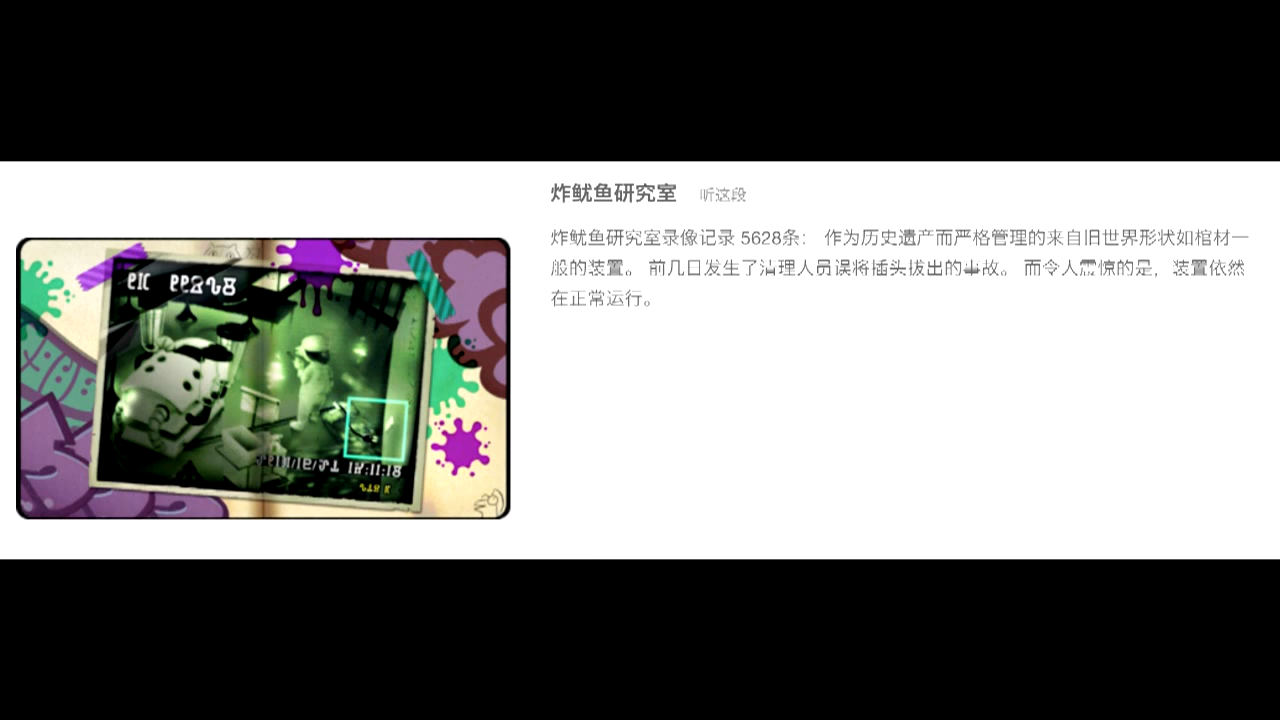 炸鱿鱼研究室 听这段
炸鱿鱼研究室录像记录 5628条： 作为历史遗产而严格管理的来自旧世界形状如棺材一
般的装置。 前几日发生了清理人员误将插头拔出的事故。 而令人震惊的是，装置依然
在正常运行。